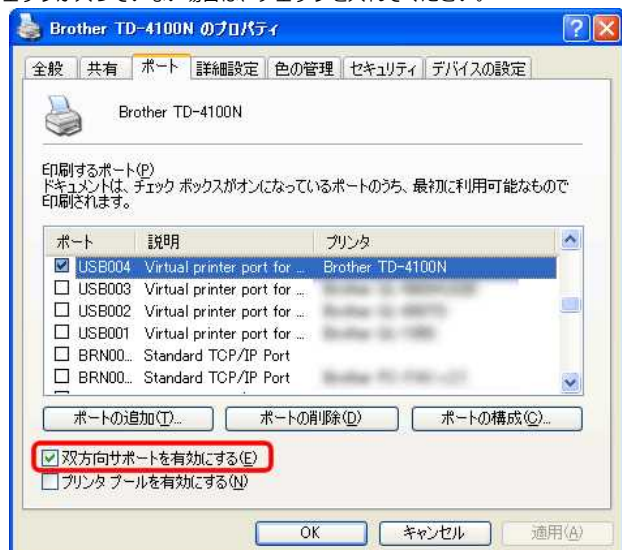 Brother TD-4100N のプロパティ
全般 共有 ポート 詳細設定 色の管理 セキュリティ デバイスの設定
Brother TD-4100N
印刷するポート(P)
ドキュメントは、チェック ボックスがオンになっているポートのうち、最初に利用可能なもので
印刷されます。
ポート 説明 プリンタ
USB004 Virtual printer port for ... Brother TD-4100N
USB003 Virtual printer port for ...
USB002 Virtual printer port for ...
USB001 Virtual printer port for ...
BRN00... Standard TCP/IP Port
BRN00... Standard TCP/IP Port
ポートの追加(T)... ポートの削除(D) ポートの構成(C)...
双方向サポートを有効にする(E)
プリンタ プールを有効にする(N)
OK キャンセル 適用(A)